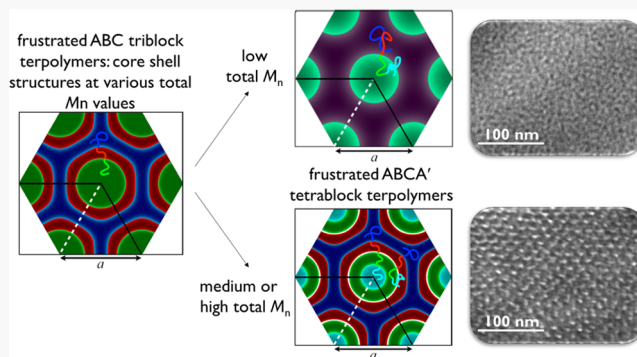 frustrated ABC triblock
terpolymers: core shell
structures at various total
Mn values
a
low
total Mn
a
100 nm
frustrated ABCA′
tetrablock terpolymers
medium or
high total Mn
a
100 nm